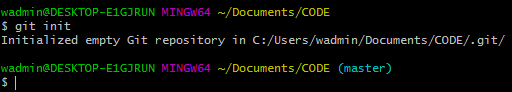 wadmin@DESKTOP-E1GJRUN MINGW64 ~/Documents/CODE
$ git init
Initialized empty Git repository in C:/Users/wadmin/Documents/CODE/.git/
wadmin@DESKTOP-E1GJRUN MINGW64 ~/Documents/CODE (master)
$